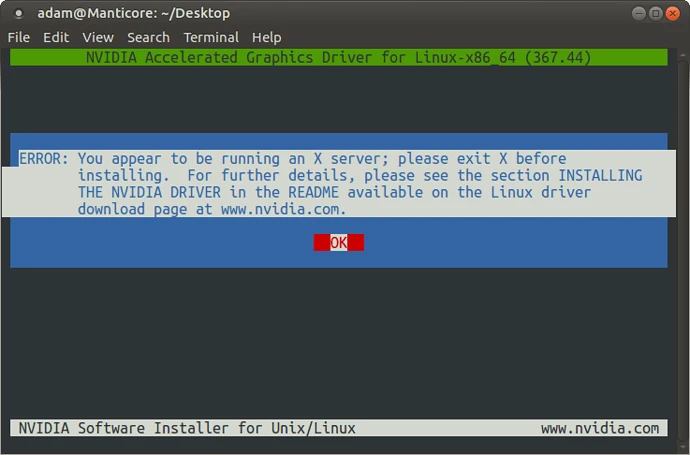 adam@Manticore: ~/Desktop
File Edit View Search Terminal Help
NVIDIA Accelerated Graphics Driver for Linux-x86_64 (367.44)
ERROR: You appear to be running an X server; please exit X before
installing. For further details, please see the section INSTALLING
THE NVIDIA DRIVER in the README available on the Linux driver
download page at www.nvidia.com.
OK
NVIDIA Software Installer for Unix/Linux www.nvidia.com